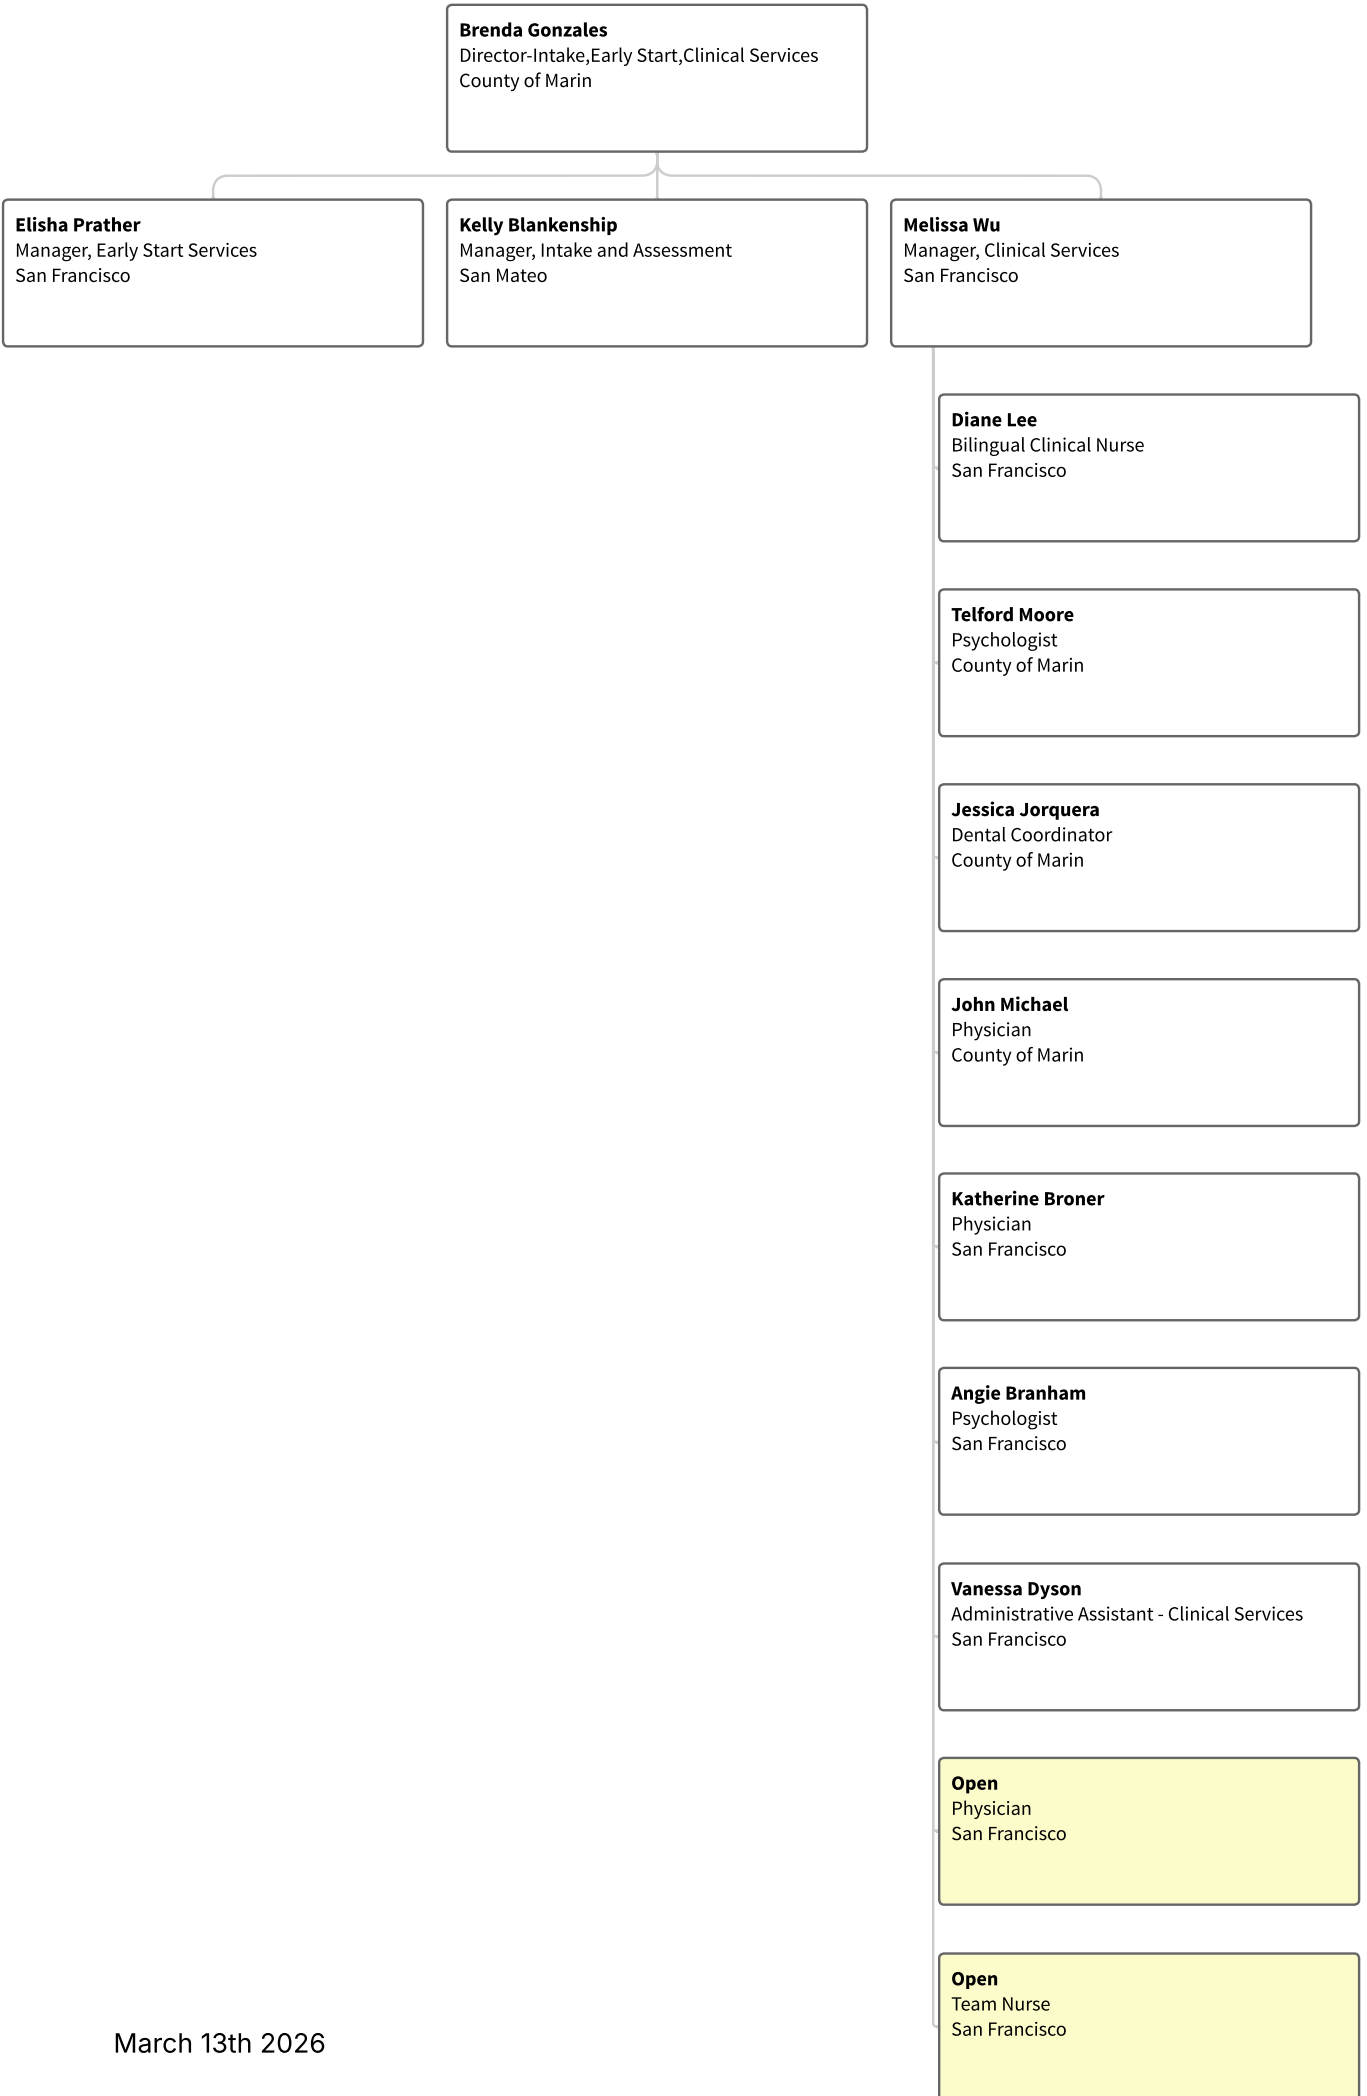 Brenda Gonzales
Director-Intake,Early Start,Clinical Services
County of Marin
Elisha Prather
Manager, Early Start Services
San Francisco
Kelly Blankenship
Manager, Intake and Assessment
San Mateo
Melissa Wu
Manager, Clinical Services
San Francisco
Diane Lee
Bilingual Clinical Nurse
San Francisco
Telford Moore
Psychologist
County of Marin
Jessica Jorquera
Dental Coordinator
County of Marin
John Michael
Physician
County of Marin
Katherine Broner
Physician
San Francisco
Angie Branham
Psychologist
San Francisco
Vanessa Dyson
Administrative Assistant - Clinical Services
San Francisco
Open
Physician
San Francisco
Open
Team Nurse
San Francisco
March 13th 2026